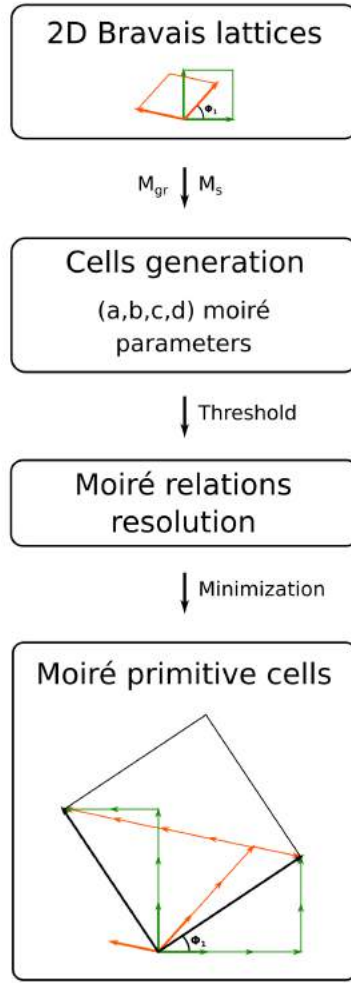 2D Bravais lattices
Φ₁
M_gr M_s
Cells generation
(a,b,c,d) moiré
parameters
Threshold
Moiré relations
resolution
Minimization
Moiré primitive cells
Φ₁